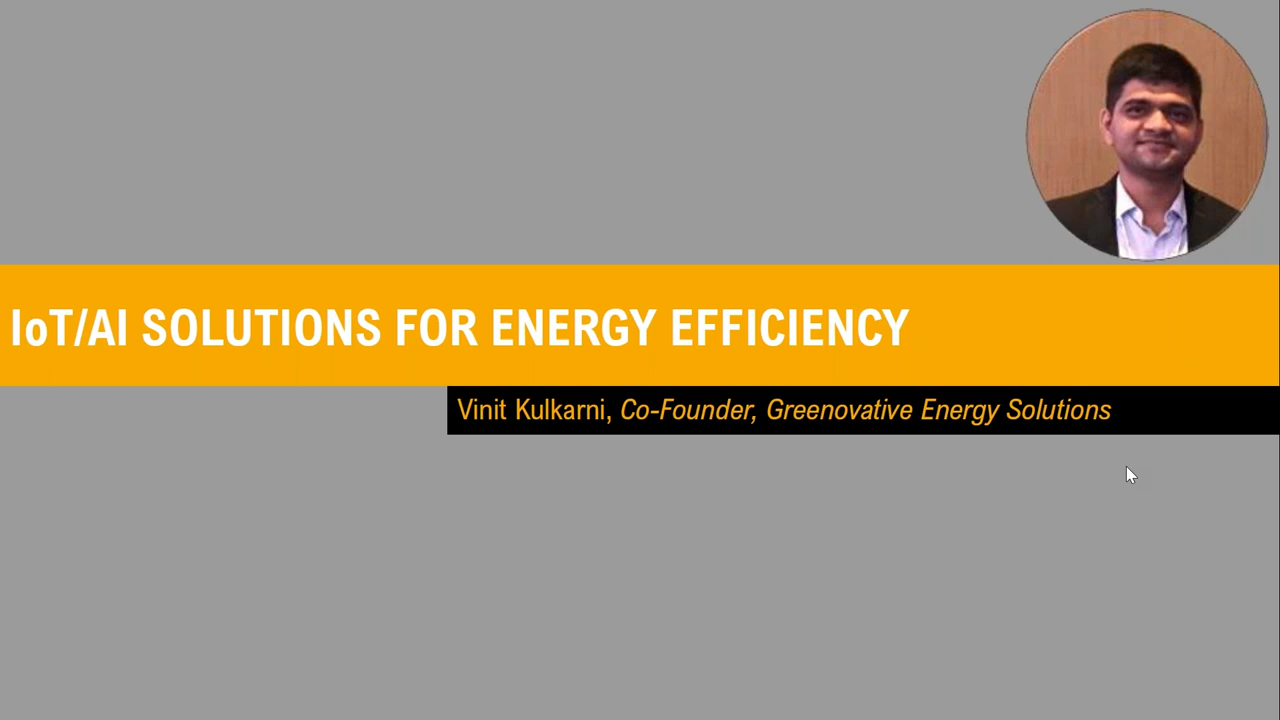 IoT/AI SOLUTIONS FOR ENERGY EFFICIENCY
Vinit Kulkarni, Co-Founder, Greenovative Energy Solutions